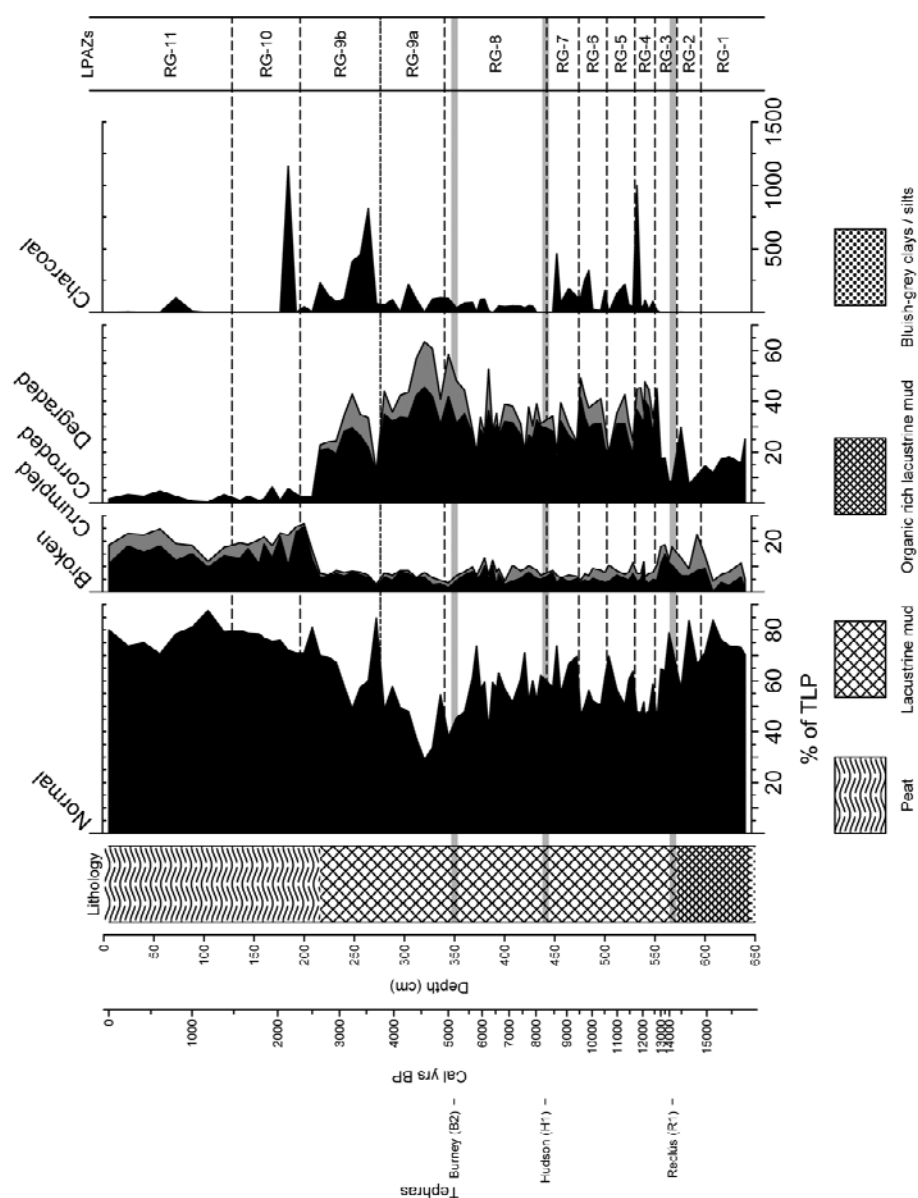 Tephras
Burney (B2) –
Hudson (H1) –
Reclus (R1) –
Cal yrs BP
0
1000
2000
3000
4000
5000
6000
7000
8000
9000
10000
11000
12000
13000
14000
15000
Depth (cm)
0
50
100
150
200
250
300
350
400
450
500
550
600
650
Lithology
Normal
20
40
60
80
% of TLP
Broken
Crumpled
20
Corroded
Degraded
20
40
60
Charcoal
500
1000
1500
LPAZs
RG-11
RG-10
RG-9b
RG-9a
RG-8
RG-7
RG-6
RG-5
RG-4
RG-3
RG-2
RG-1
Peat
Lacustrine mud
Organic rich lacustrine mud
Bluish-grey clays / silts